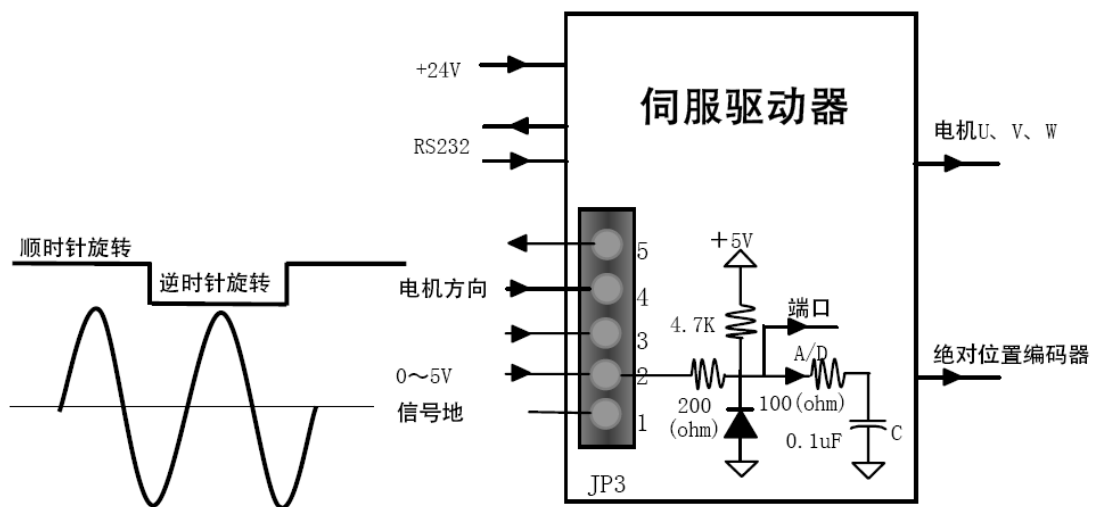 +24V
伺服驱动器
RS232
电机U、V、W
顺时针旋转
逆时针旋转
电机方向
0～5V
信号地
5
4
3
2
1
JP3
+5V
4.7K
端口
A/D
200
(ohm)
100(ohm)
0.1uF
C
绝对位置编码器